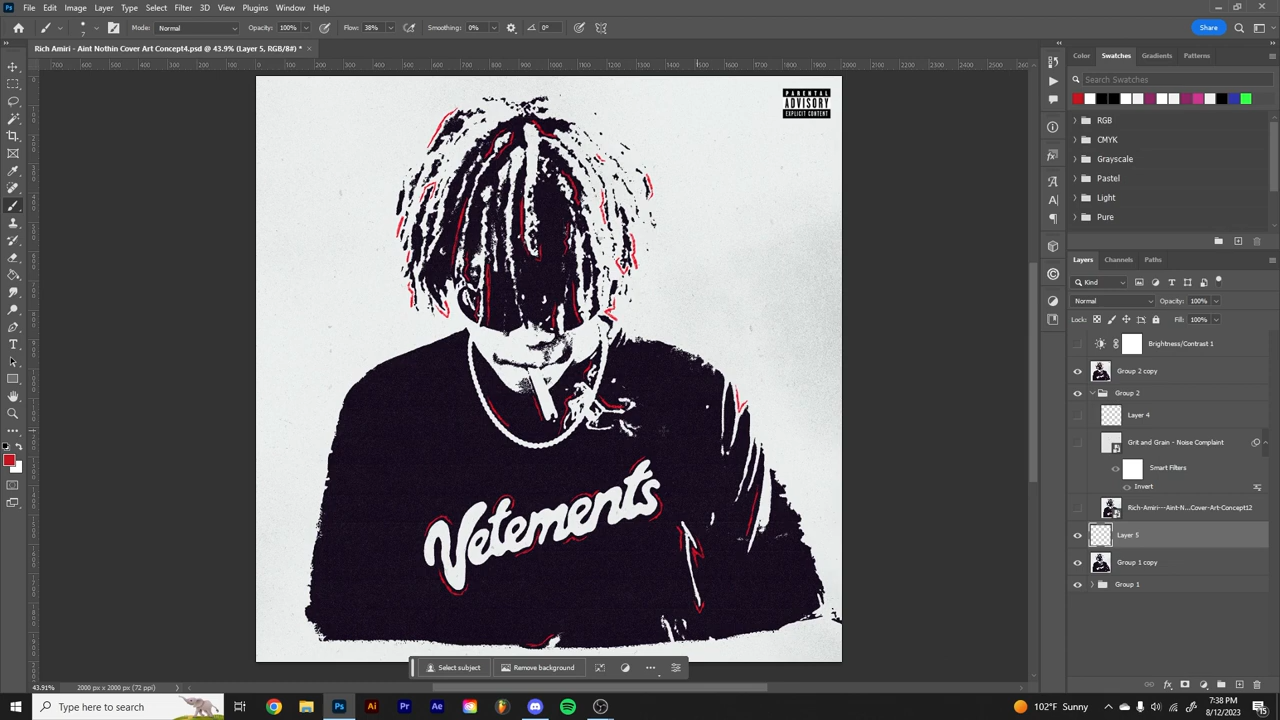 File Edit Image Layer Type Select Filter 3D View Plugins Window Help
Mode: Normal Opacity: 100% Flow: 38% Smoothing: 0% 0° Share
7
Rich Amiri - Aint Nothin Cover Art Concept4.psd @ 43.9% (Layer 5, RGB/8#) *
Color Swatches Gradients Patterns
Search Swatches
RGB
CMYK
Grayscale
Pastel
Light
Pure
PARENTAL
ADVISORY
EXPLICIT CONTENT
Vetements
Layers Channels Paths
Kind
Normal Opacity: 100%
Lock: Fill: 100%
Brightness/Contrast 1
Group 2 copy
Group 2
Layer 4
Grit and Grain - Noise Complaint
Smart Filters
Invert
Rich-Amiri---Aint-N...Cover-Art-Concept12
Layer 5
Group 1 copy
Group 1
Select subject Remove background
43.91% 2000 px x 2000 px (72 ppi)
Type here to search
102°F Sunny
7:38 PM
8/12/2023